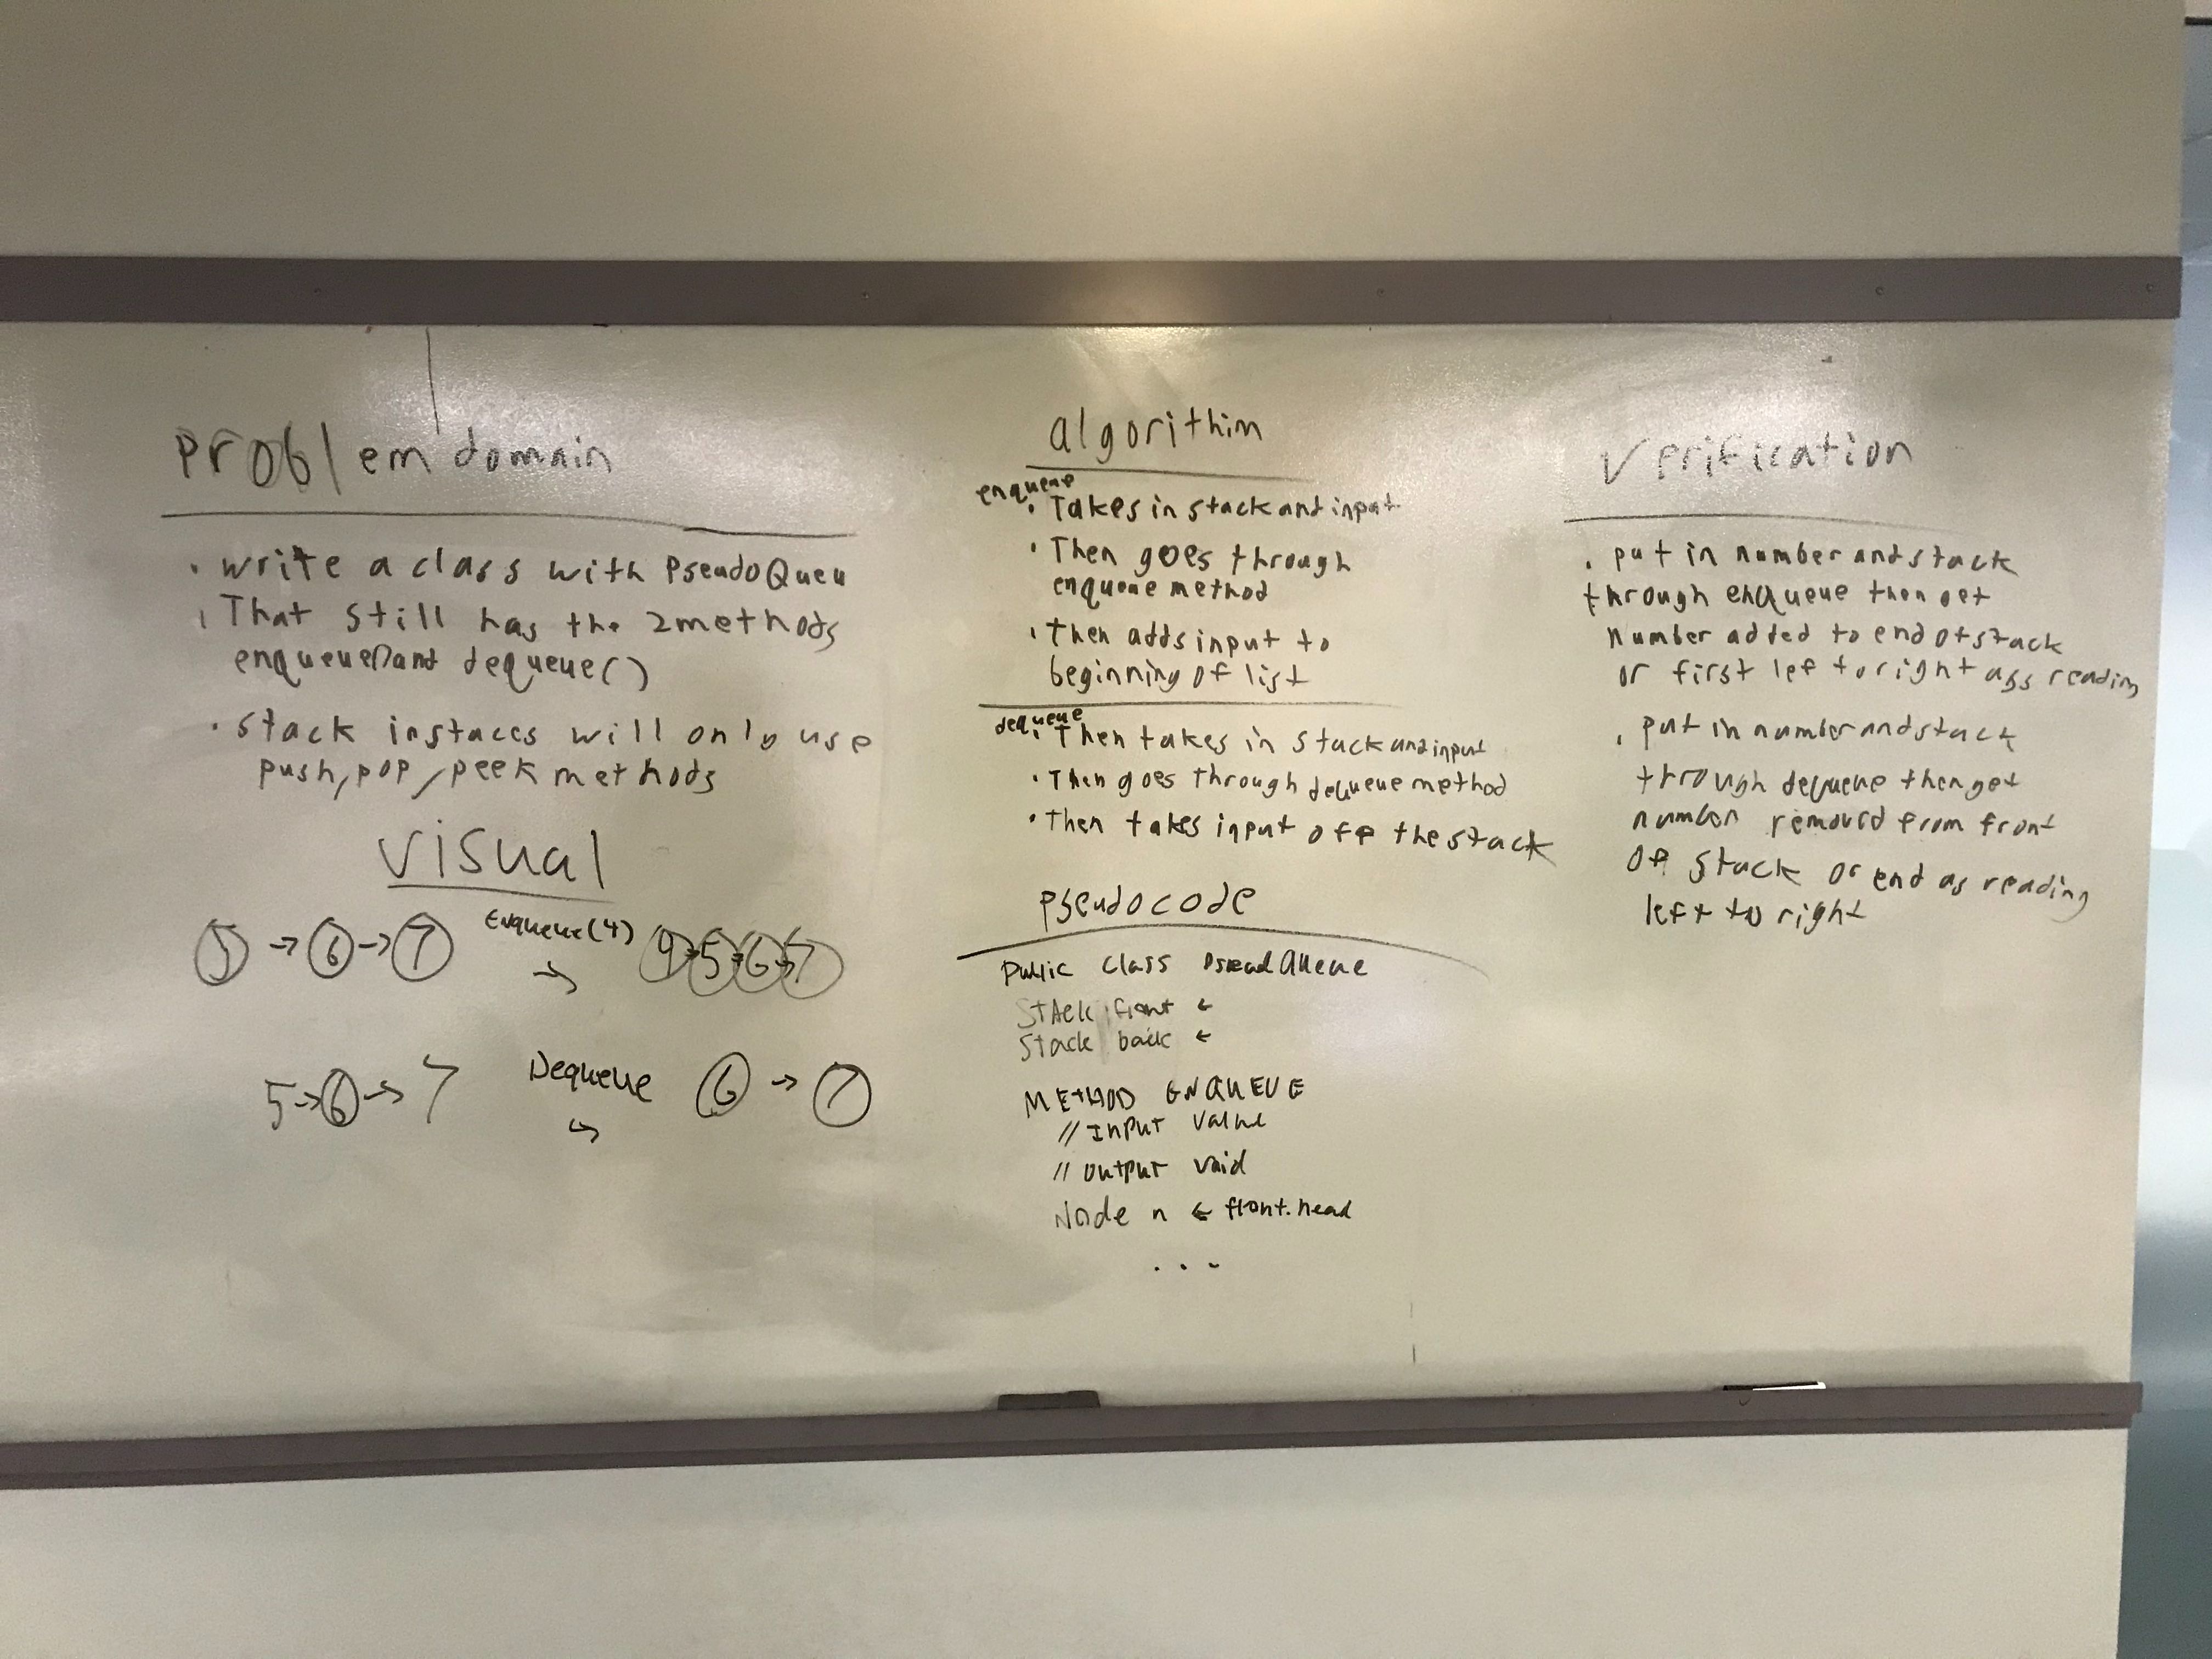 problem domain
· write a class with PseudoQueu
· That still has the 2methods
enqueue()and dequeue()
· stack instaces will only use
push, pop, peek methods
visual
5 → 6 → 7 Enqueue(4) → 4→5→6→7
5→6→7 Dequeue → 6 → 7
algorithim
enqueue
· Takes in stack and input
· Then goes through
enqueue method
· Then adds input to
beginning of list
dequeue
· Then takes in stack and input
· Then goes through dequeue method
· Then takes input off the stack
pseudocode
public class PseudoQueue
Stack front ←
Stack back ←
METHOD ENQUEUE
// INPUT value
// output void
Node n ← front.head
...
verification
· put in number and stack
through enqueue then get
number added to end of stack
or first left to right ass reading
· put in number and stack
through dequeue then get
number removed from front
of stack or end as reading
left to right